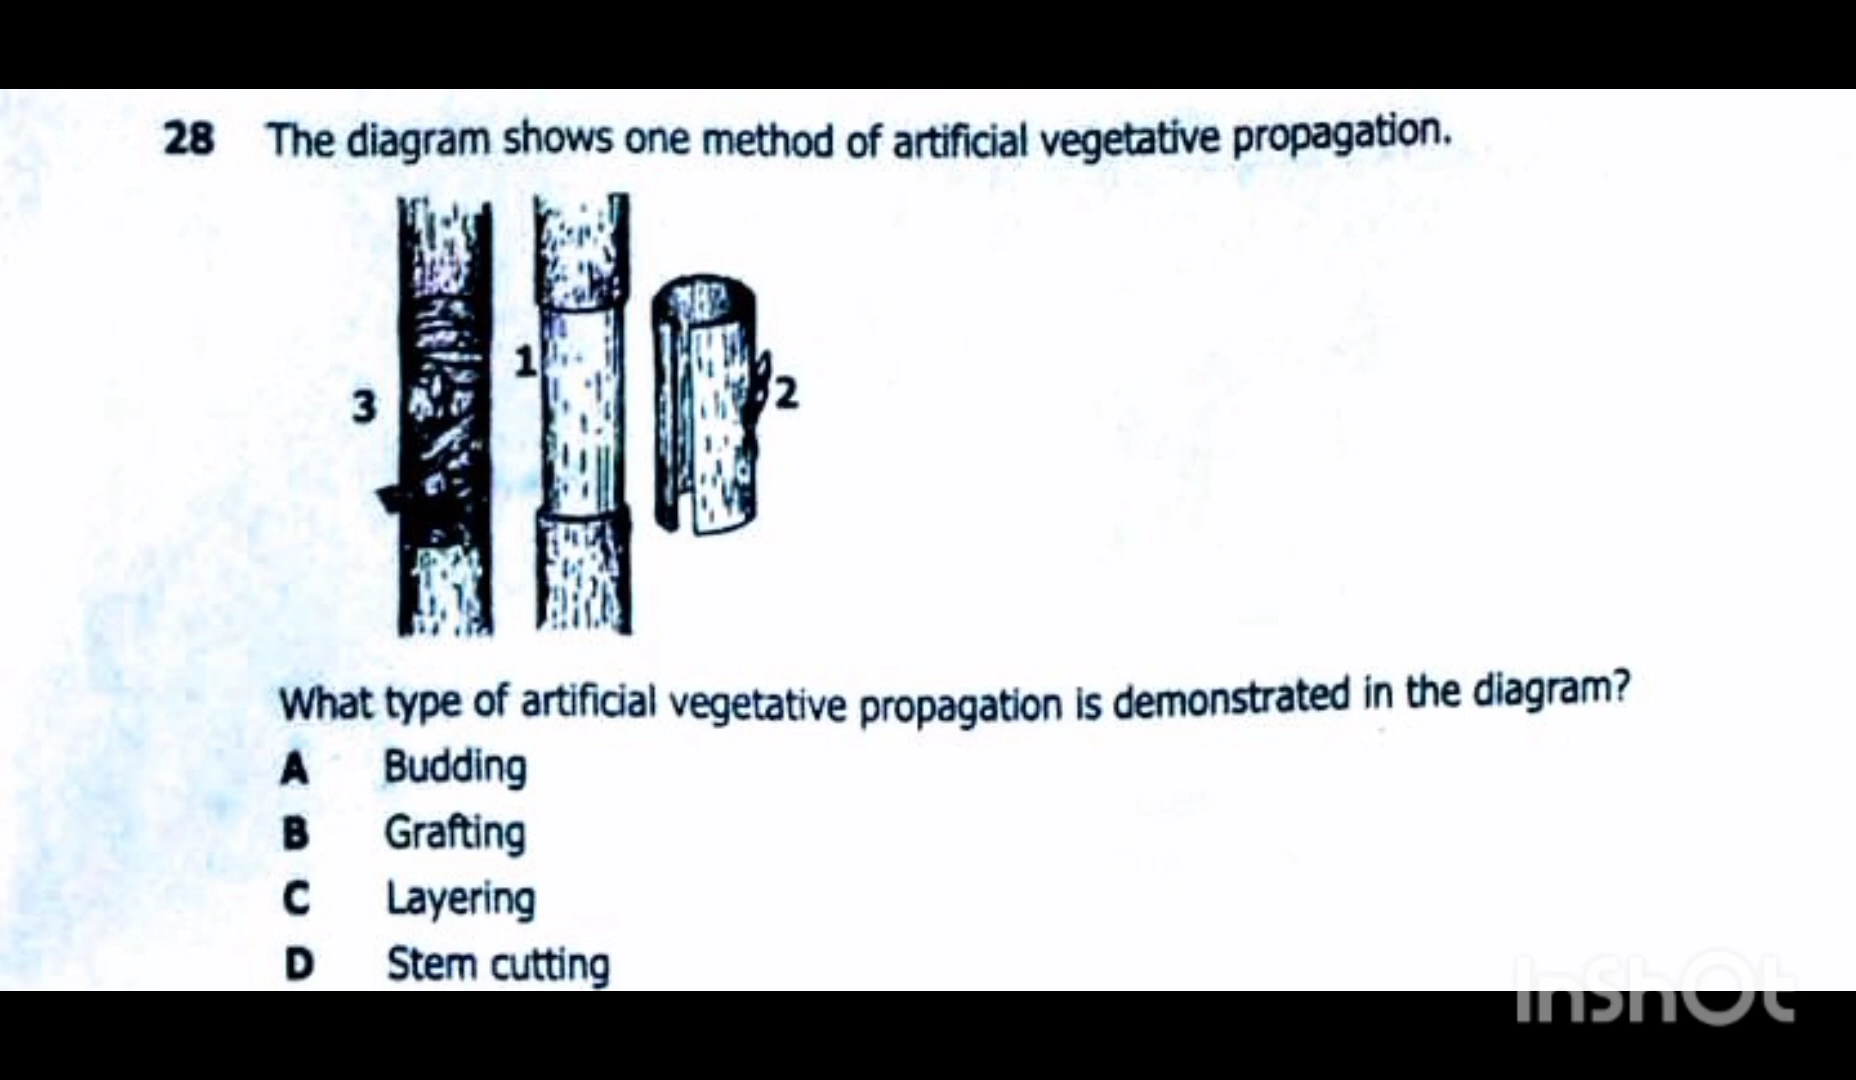 28 The diagram shows one method of artificial vegetative propagation.
1
3
2
What type of artificial vegetative propagation is demonstrated in the diagram?
A Budding
B Grafting
C Layering
D Stem cutting
InShOt